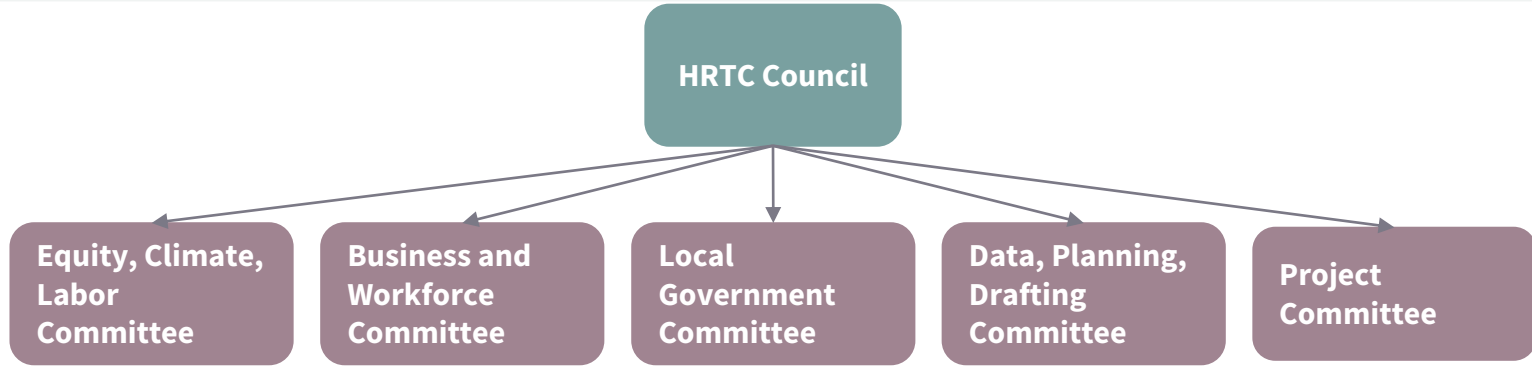 HRTC Council
Equity, Climate,
Labor
Committee
Business and
Workforce
Committee
Local
Government
Committee
Data, Planning,
Drafting
Committee
Project
Committee